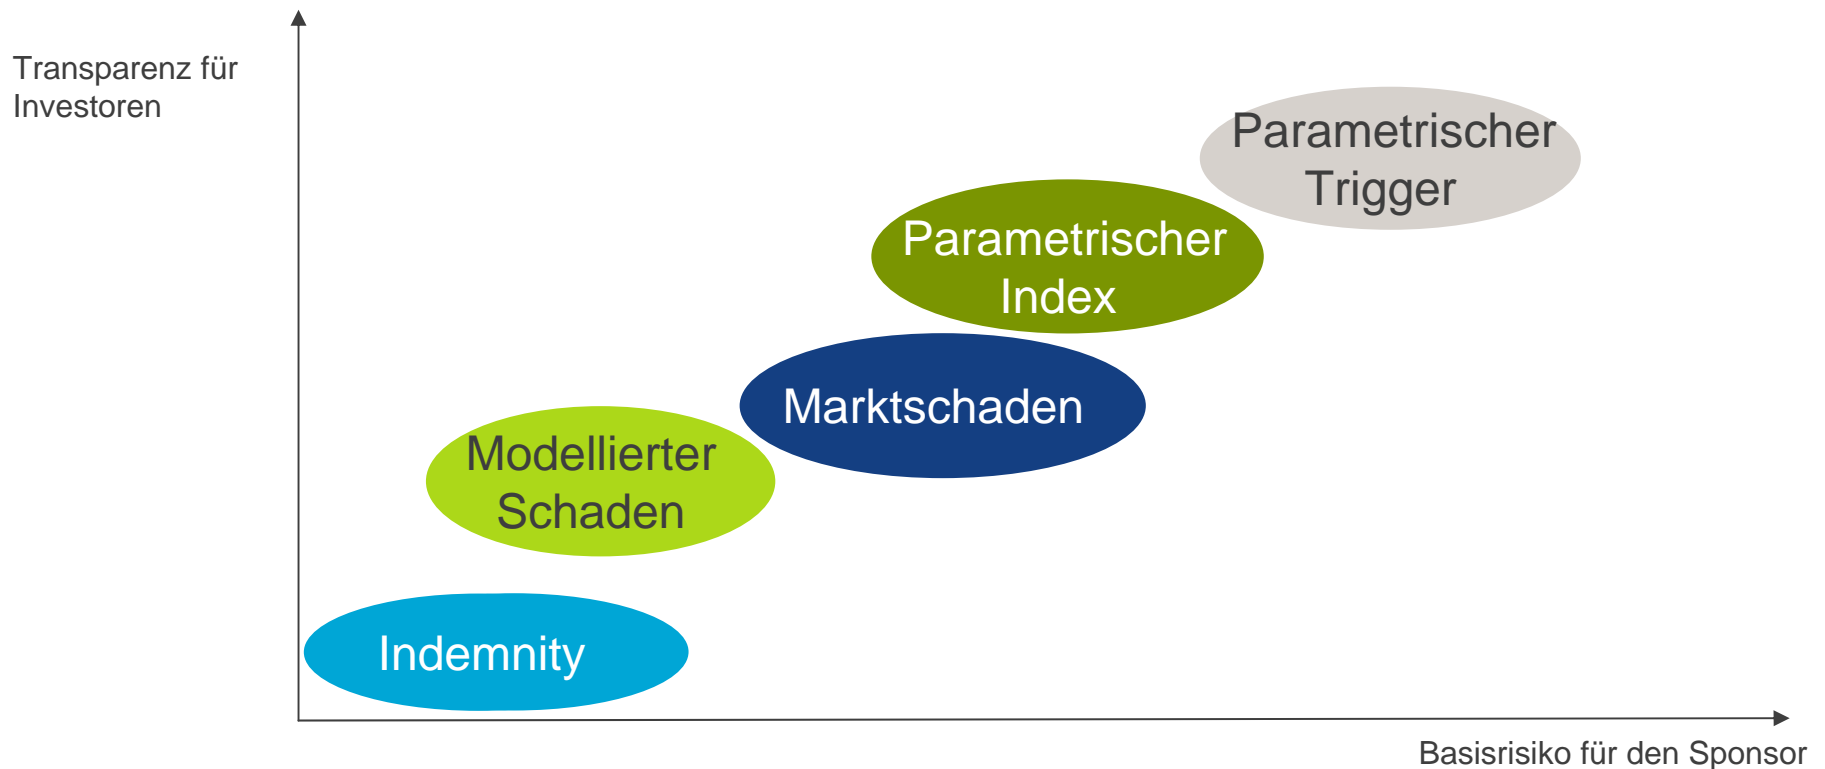 Transparenz für
Investoren
Parametrischer
Trigger
Parametrischer
Index
Marktschaden
Modellierter
Schaden
Indemnity
Basisrisiko für den Sponsor